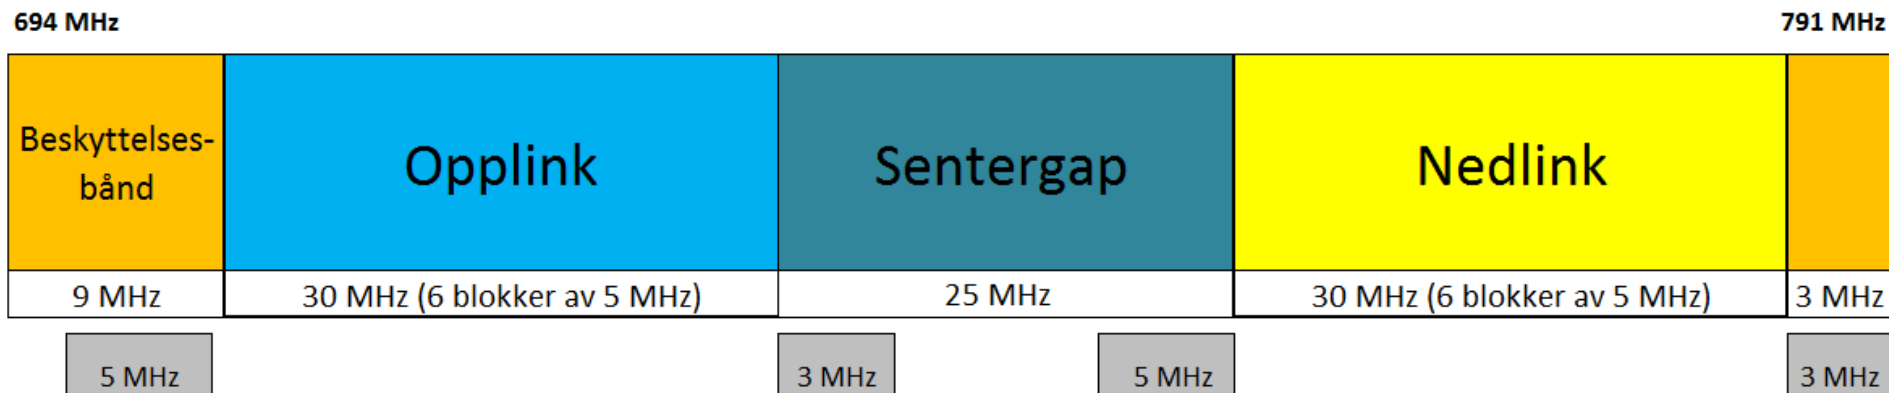 694 MHz
791 MHz
Beskyttelses-
bånd
Opplink
Sentergap
Nedlink
9 MHz
30 MHz (6 blokker av 5 MHz)
25 MHz
30 MHz (6 blokker av 5 MHz)
3 MHz
5 MHz
3 MHz
5 MHz
3 MHz